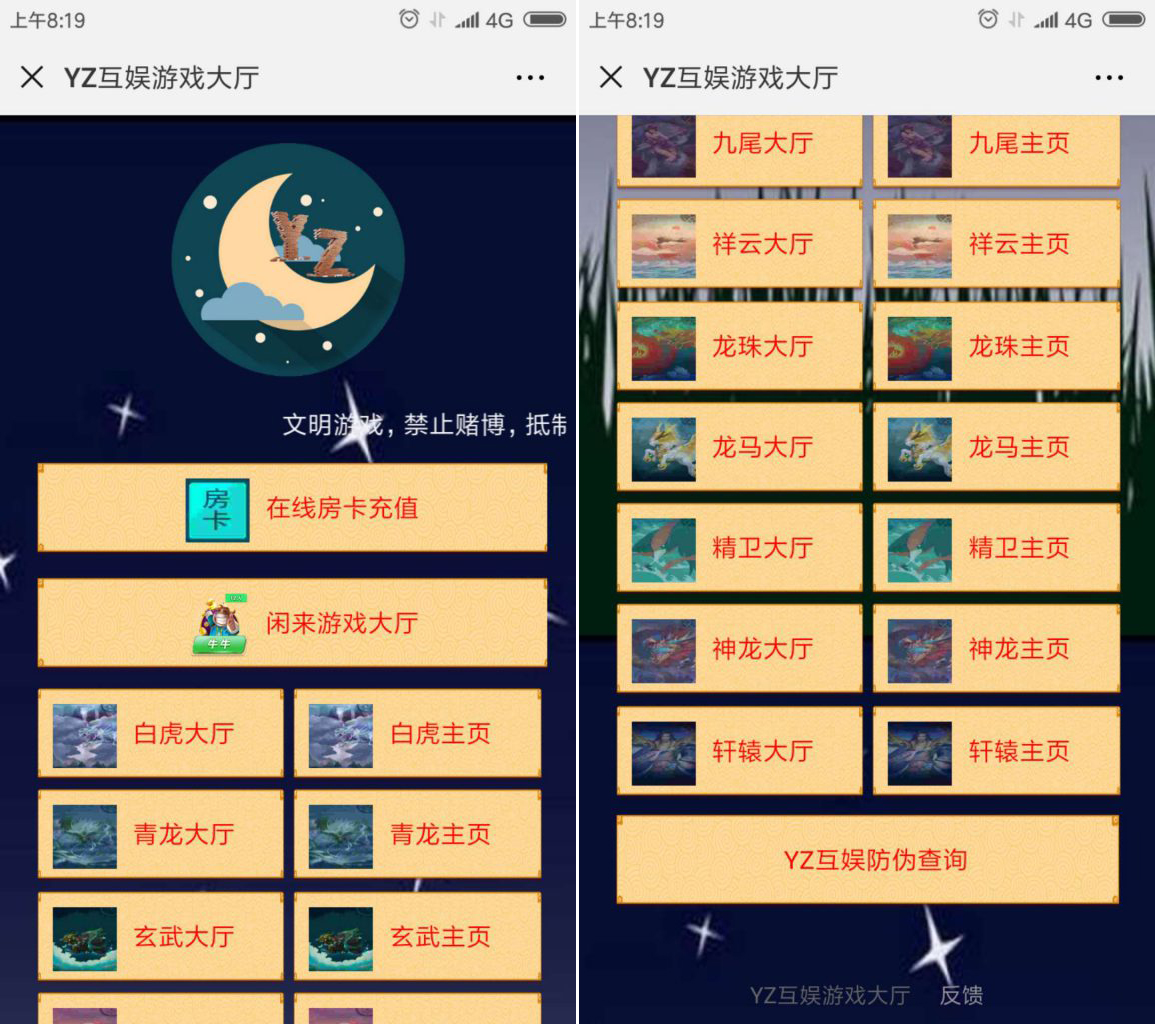 上午8:19
4G
YZ互娱游戏大厅
YZ
文明游戏，禁止赌博，抵制
房卡
在线房卡充值
牛牛
闲来游戏大厅
白虎大厅
白虎主页
青龙大厅
青龙主页
玄武大厅
玄武主页
上午8:19
4G
YZ互娱游戏大厅
九尾大厅
九尾主页
祥云大厅
祥云主页
龙珠大厅
龙珠主页
龙马大厅
龙马主页
精卫大厅
精卫主页
神龙大厅
神龙主页
轩辕大厅
轩辕主页
YZ互娱防伪查询
YZ互娱游戏大厅 反馈